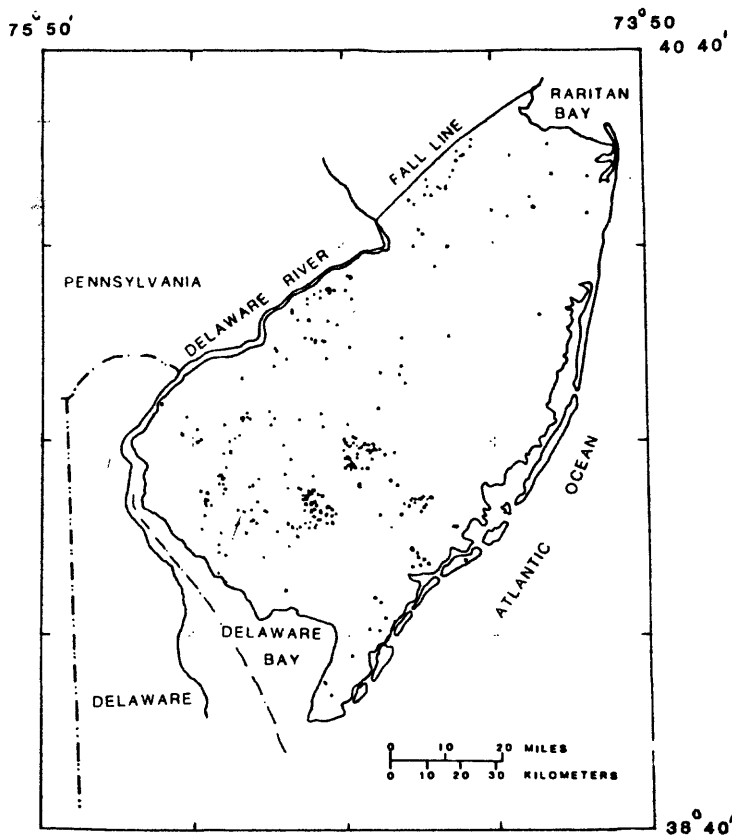 75° 50'
73° 50
40 40'
RARITAN
BAY
FALL LINE
PENNSYLVANIA
DELAWARE RIVER
OCEAN
ATLANTIC
DELAWARE
BAY
DELAWARE
0 10 20 MILES
0 10 20 30 KILOMETERS
38° 40'